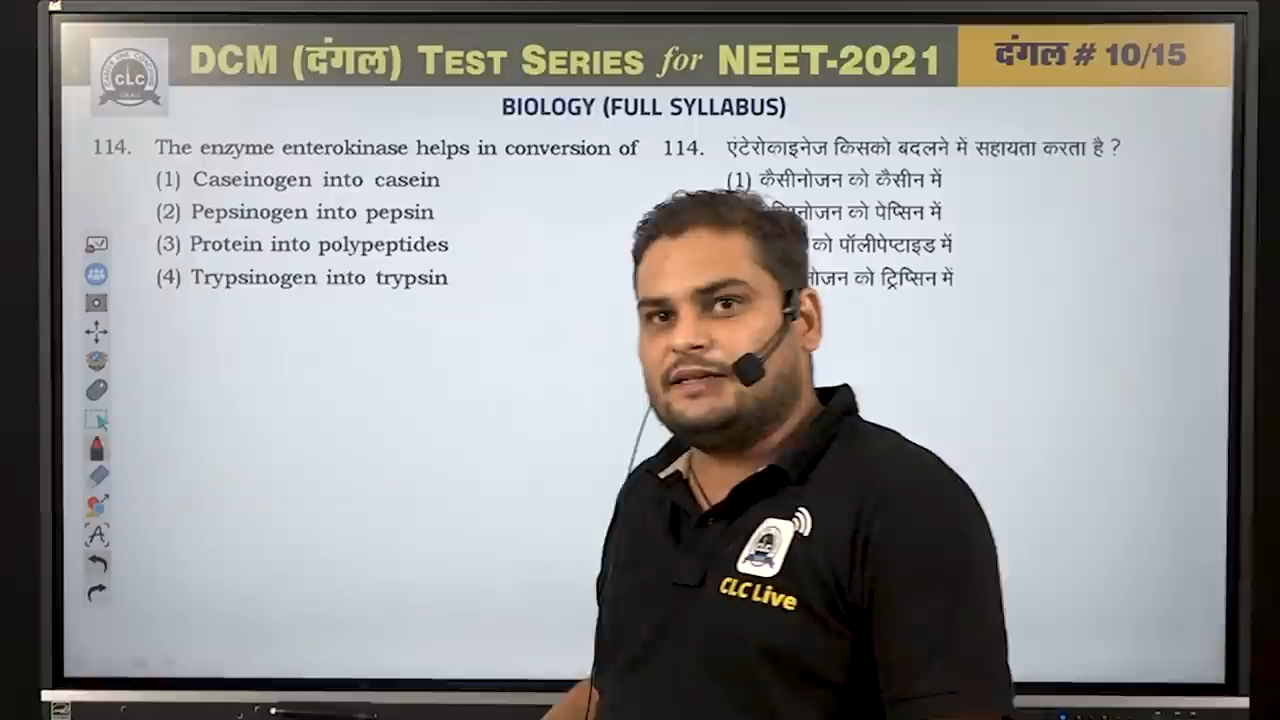 DCM (दंगल) TEST SERIES for NEET-2021
दंगल # 10/15
CLC
BIOLOGY (FULL SYLLABUS)
114. The enzyme enterokinase helps in conversion of
(1) Caseinogen into casein
(2) Pepsinogen into pepsin
(3) Protein into polypeptides
(4) Trypsinogen into trypsin
114. एंटेरोकाइनेज किसको बदलने में सहायता करता है ?
(1) कैसीनोजन को कैसीन में
को पेप्सिन में
को पॉलीपेप्टाइड में
को ट्रिप्सिन में
CLC Live